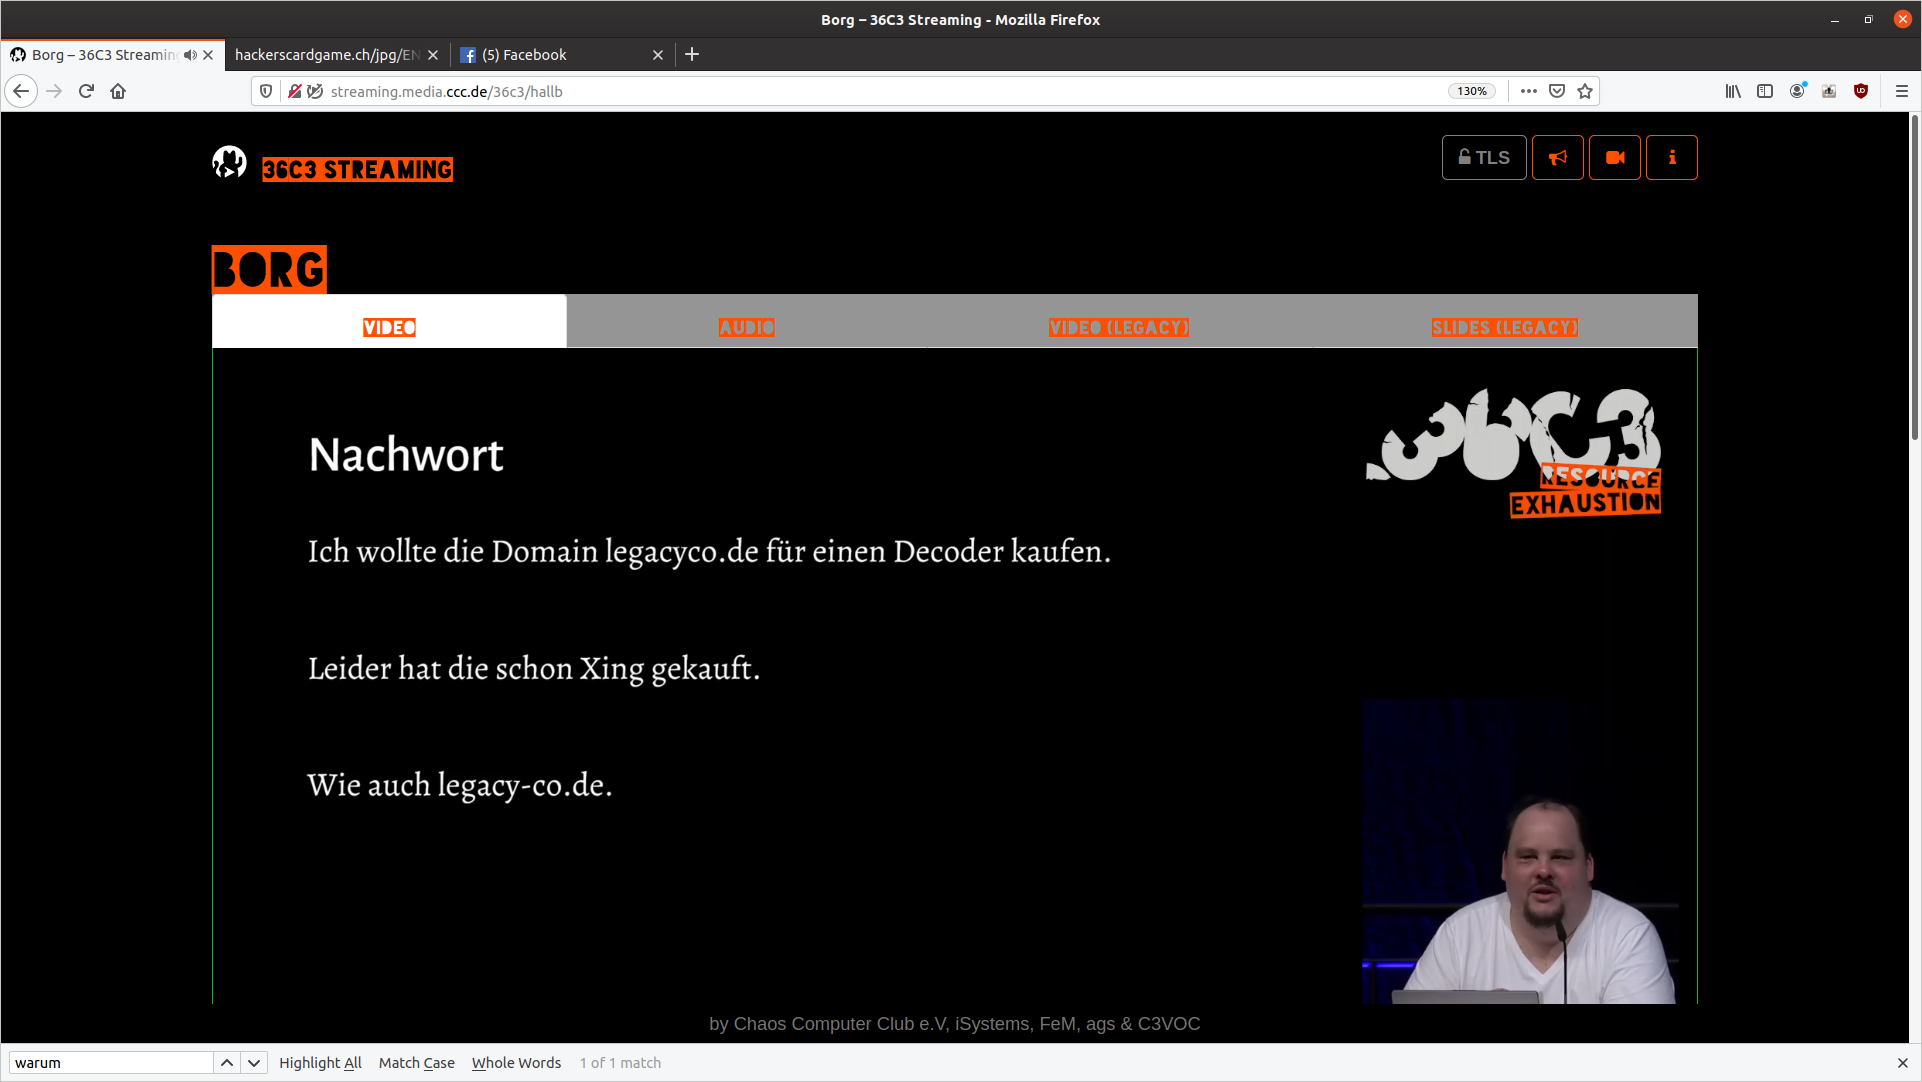 Borg – 36C3 Streaming - Mozilla Firefox
Borg – 36C3 Streaming
hackerscardgame.ch/jpg/EN
(5) Facebook
streaming.media.ccc.de/36c3/hallb
130%
36C3 STREAMING
TLS
BORG
VIDEO
AUDIO
VIDEO (LEGACY)
SLIDES (LEGACY)
36C3
RESOURCE
EXHAUSTION
Nachwort
Ich wollte die Domain legacyco.de für einen Decoder kaufen.
Leider hat die schon Xing gekauft.
Wie auch legacy-co.de.
by Chaos Computer Club e.V, iSystems, FeM, ags & C3VOC
warum
Highlight All
Match Case
Whole Words
1 of 1 match